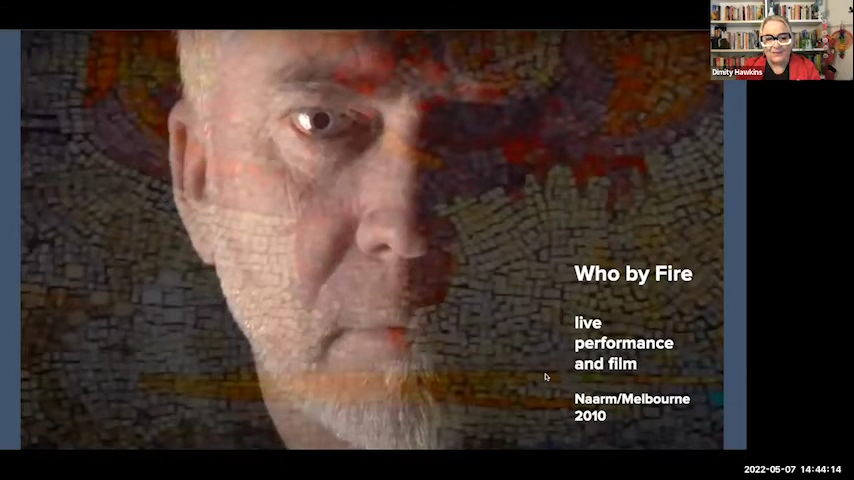 Dimity Hawkins
Who by Fire
live
performance
and film
Naarm/Melbourne
2010
2022-05-07 14:44:14